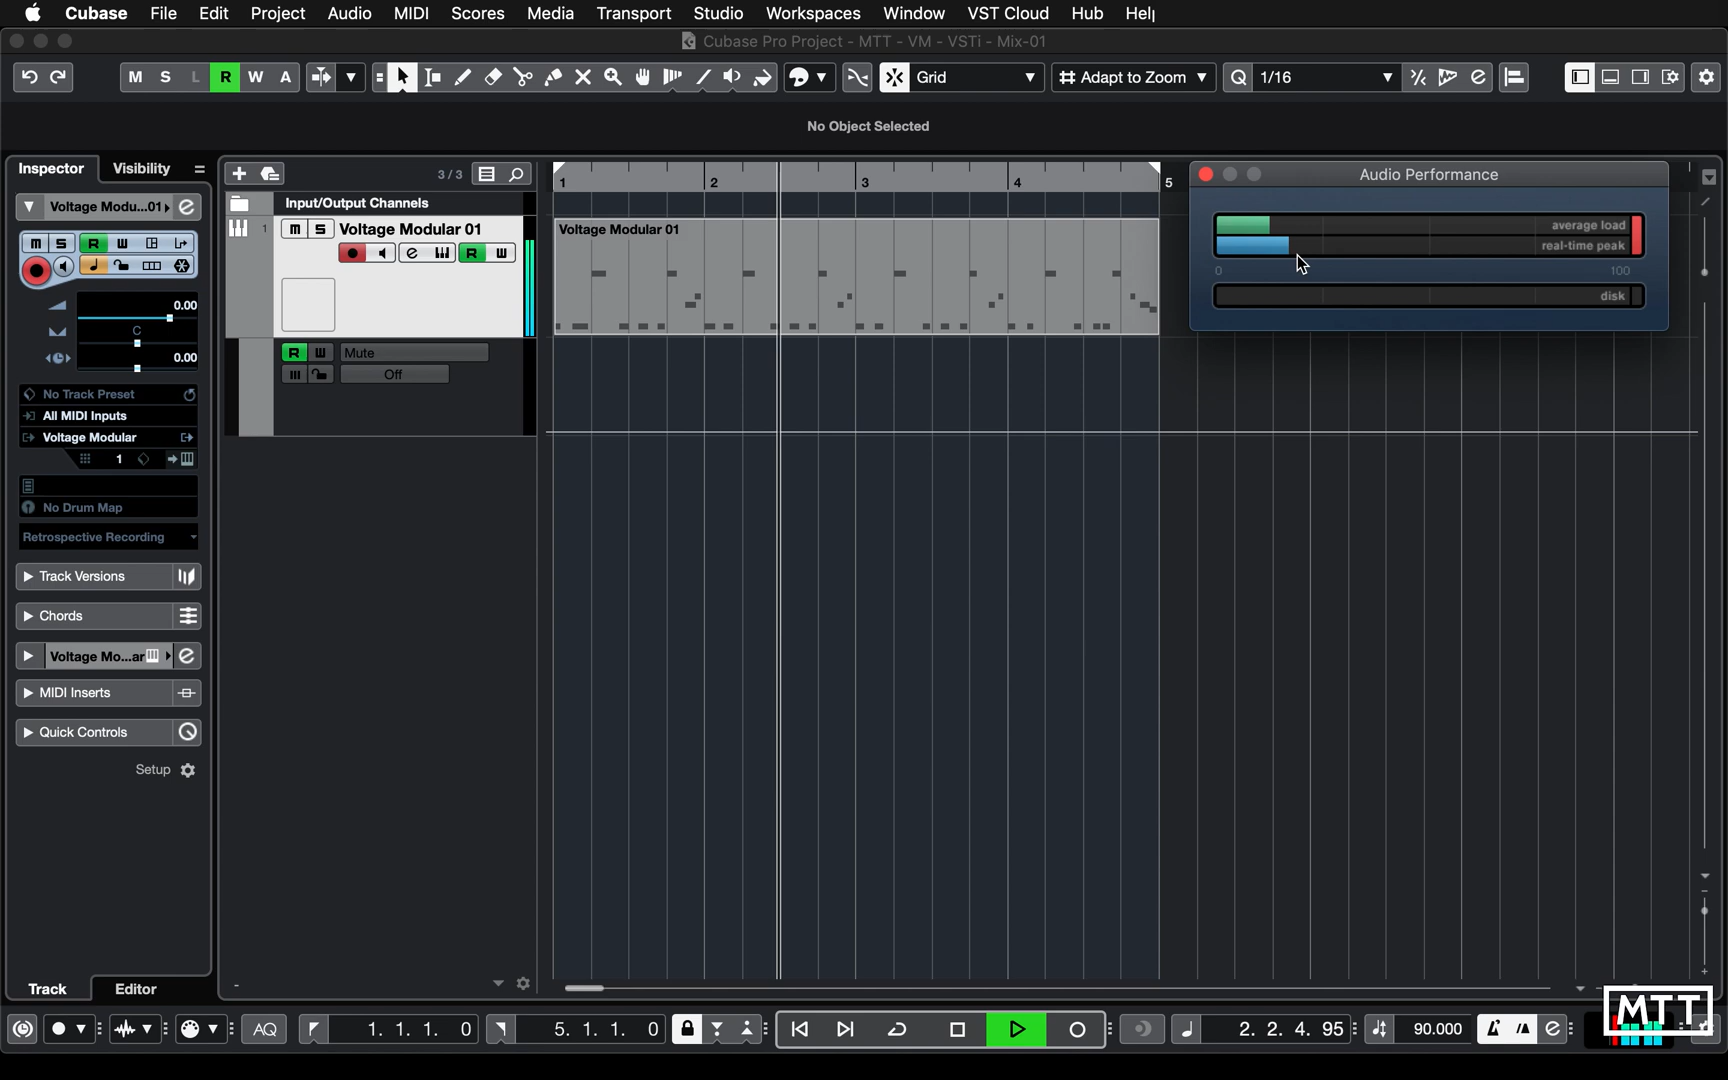 Cubase File Edit Project Audio MIDI Scores Media Transport Studio Workspaces Window VST Cloud Hub Help
Cubase Pro Project - MTT - VM - VSTi - Mix-01
M S L R W A Grid Adapt to Zoom Q 1/16
No Object Selected
Inspector Visibility
3 / 3
1 2 3 4 5
Audio Performance
Voltage Modu...01
Input/Output Channels
1 m S Voltage Modular 01
Voltage Modular 01
average load
real-time peak
0 100
disk
m S R W
R W
0.00
C
0.00
R W Mute
Off
No Track Preset
All MIDI Inputs
Voltage Modular
1
No Drum Map
Retrospective Recording
Track Versions
Chords
Voltage Mo...ar
MIDI Inserts
Quick Controls
Setup
Track Editor
AQ 1. 1. 1. 0 5. 1. 1. 0 2. 2. 4. 95 90.000
MTT